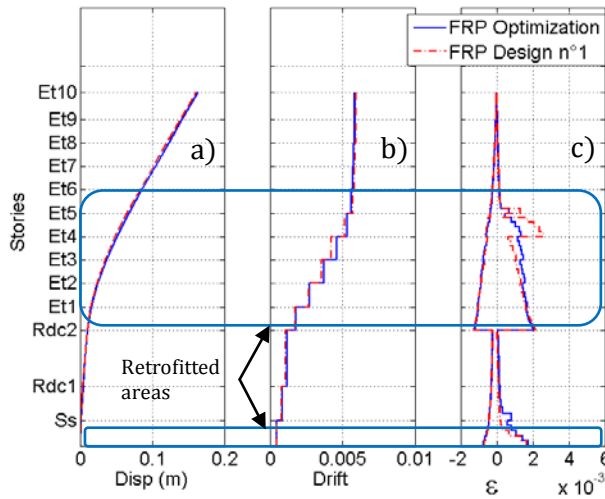 FRP Optimization
FRP Design n°1
a)
b)
c)
Stories
Et10
Et9
Et8
Et7
Et6
Et5
Et4
Et3
Et2
Et1
Rdc2
Rdc1
Ss
Retrofitted
areas
0 0.1 0.2
Disp (m)
0 0.005 0.01
Drift
-2 0 2 4 6
ε
x 10⁻³